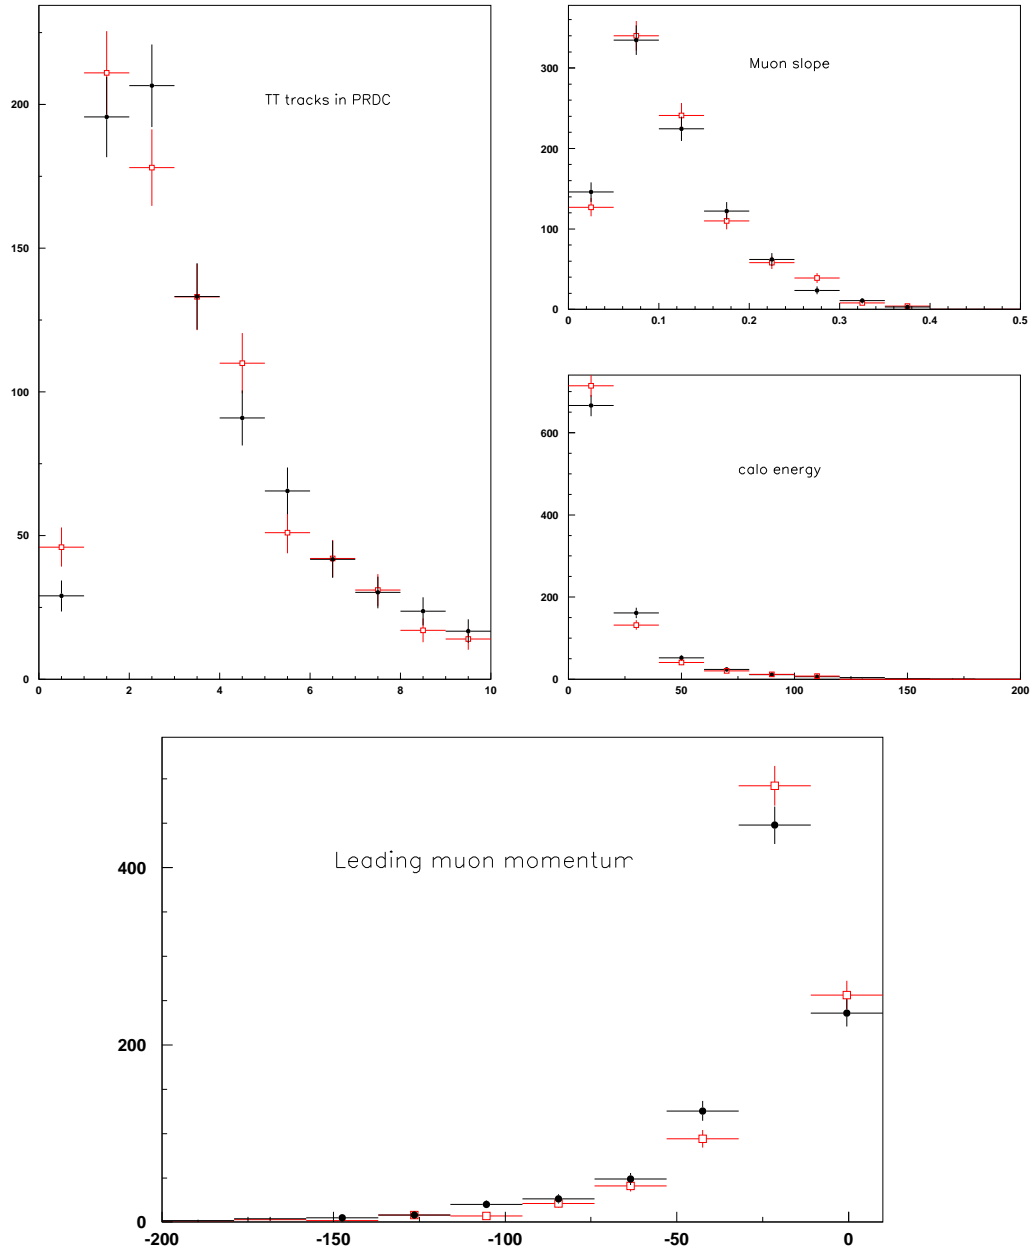 200
150
100
50
0
TT tracks in PRDC
0 2 4 6 8 10
300
200
100
0
Muon slope
0 0.1 0.2 0.3 0.4 0.5
600
400
200
0
calo energy
0 50 100 150 200
400
200
0
Leading muon momentum
-200 -150 -100 -50 0